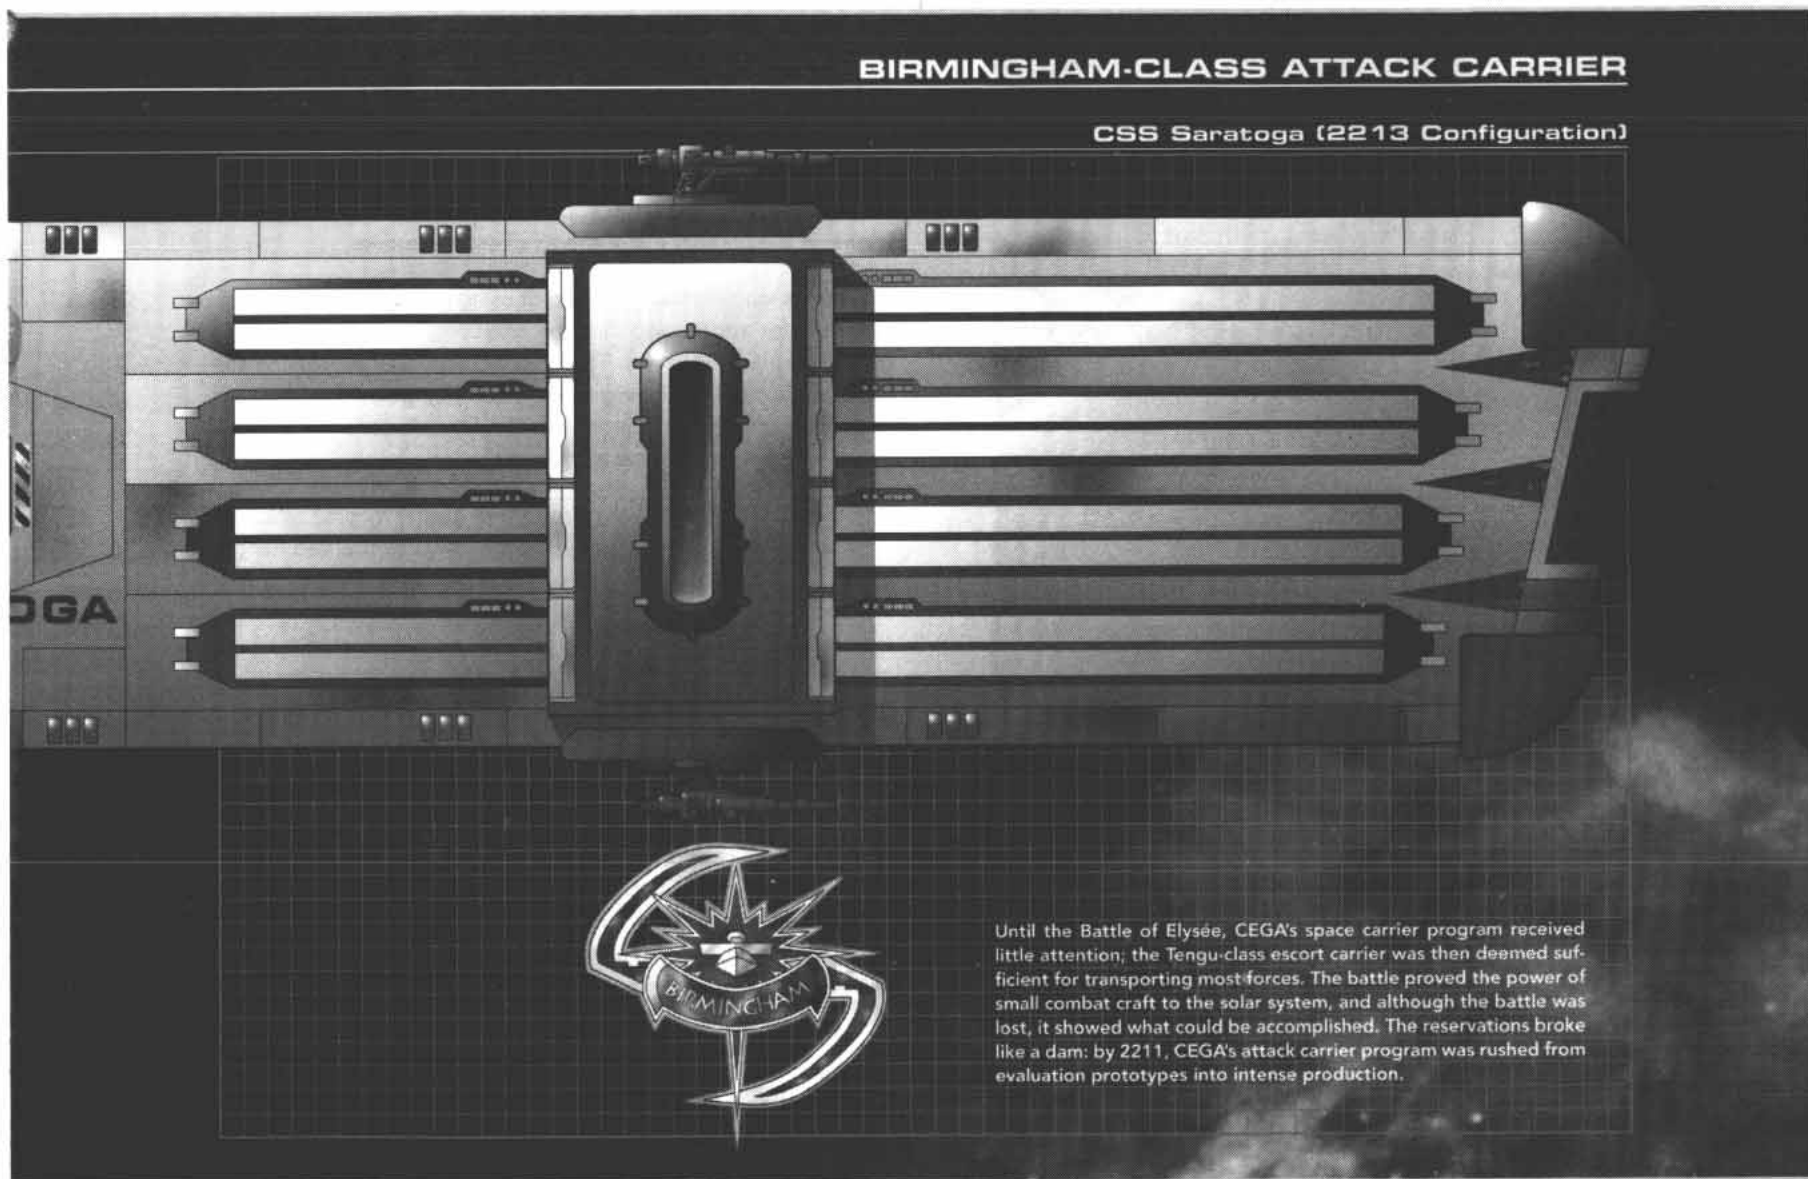 BIRMINGHAM-CLASS ATTACK CARRIER
CSS Saratoga (2213 Configuration)
OGA
BIRMINGHAM
Until the Battle of Elysée, CEGA's space carrier program received
little attention; the Tengu-class escort carrier was then deemed suf-
ficient for transporting most forces. The battle proved the power of
small combat craft to the solar system, and although the battle was
lost, it showed what could be accomplished. The reservations broke
like a dam: by 2211, CEGA's attack carrier program was rushed from
evaluation prototypes into intense production.